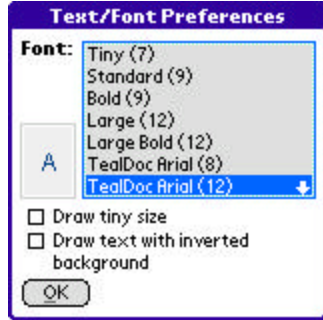 Text/Font Preferences
Font:
Tiny (7)
Standard (9)
Bold (9)
Large (12)
Large Bold (12)
TealDoc Arial (8)
TealDoc Arial (12)
A
Draw tiny size
Draw text with inverted
background
OK